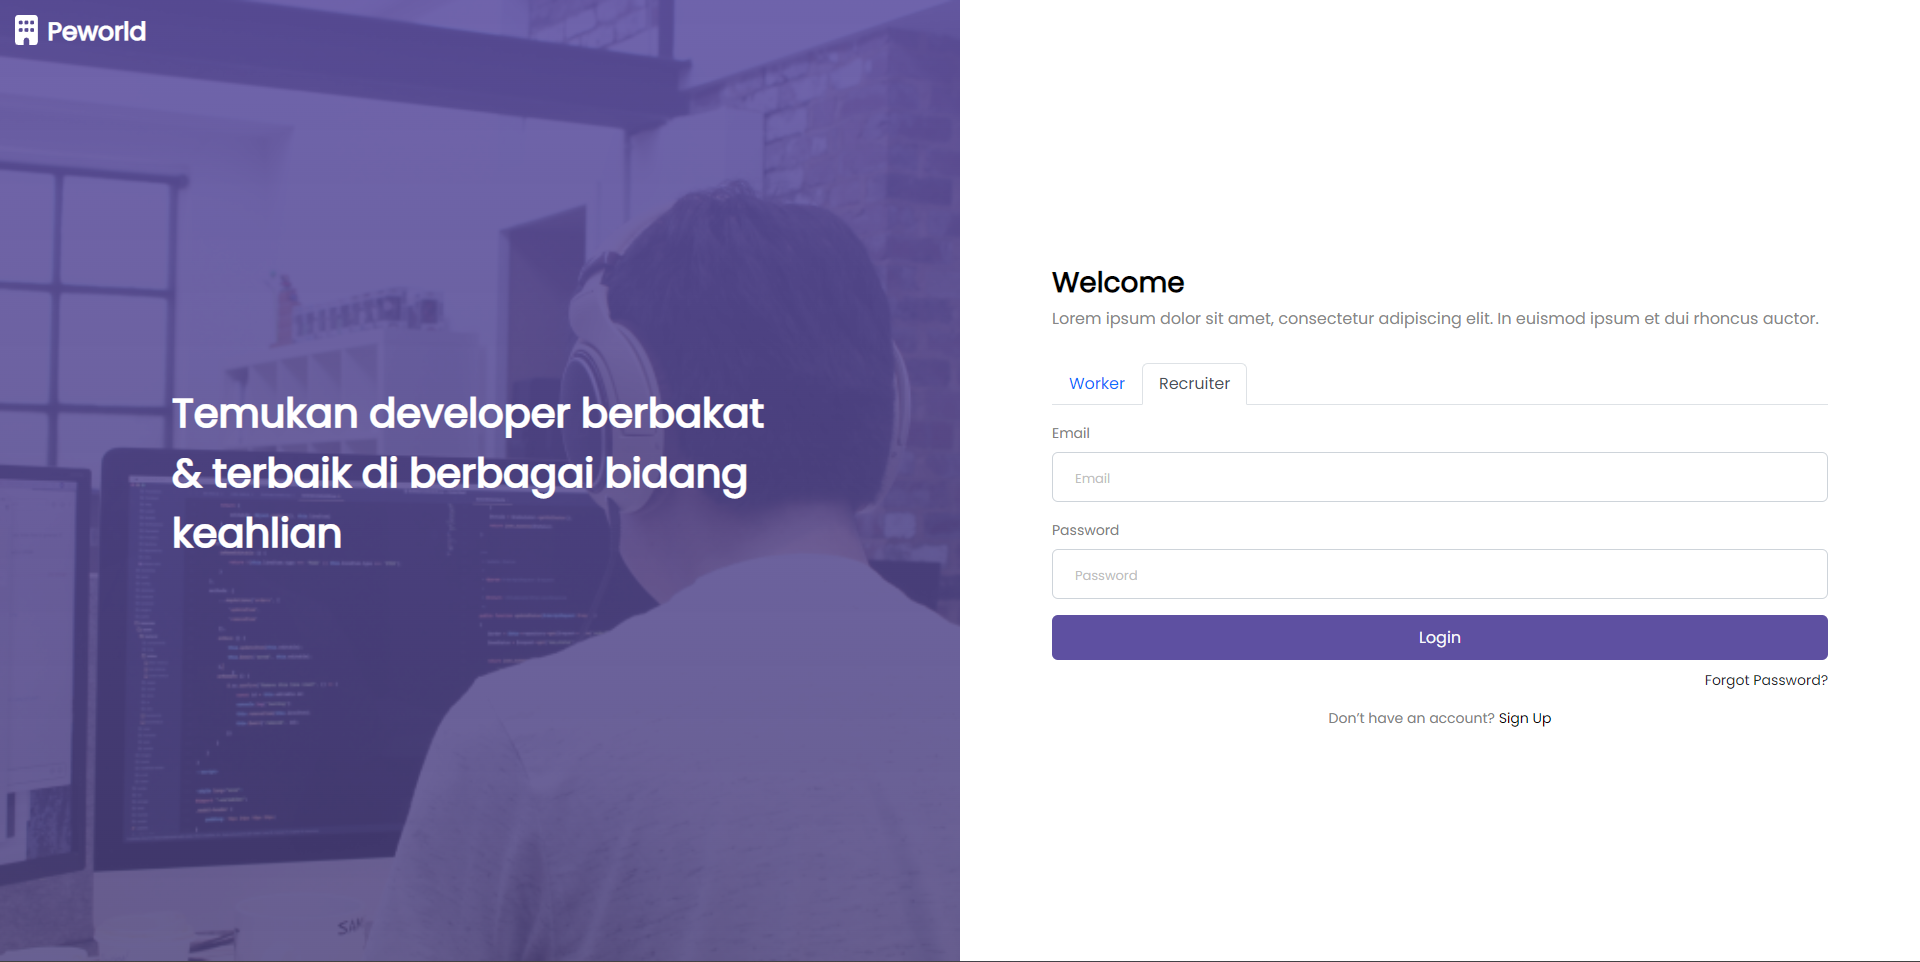 Peworld
Temukan developer berbakat
& terbaik di berbagai bidang
keahlian
Welcome
Lorem ipsum dolor sit amet, consectetur adipiscing elit. In euismod ipsum et dui rhoncus auctor.
Worker
Recruiter
Email
Email
Password
Password
Login
Forgot Password?
Don’t have an account? Sign Up